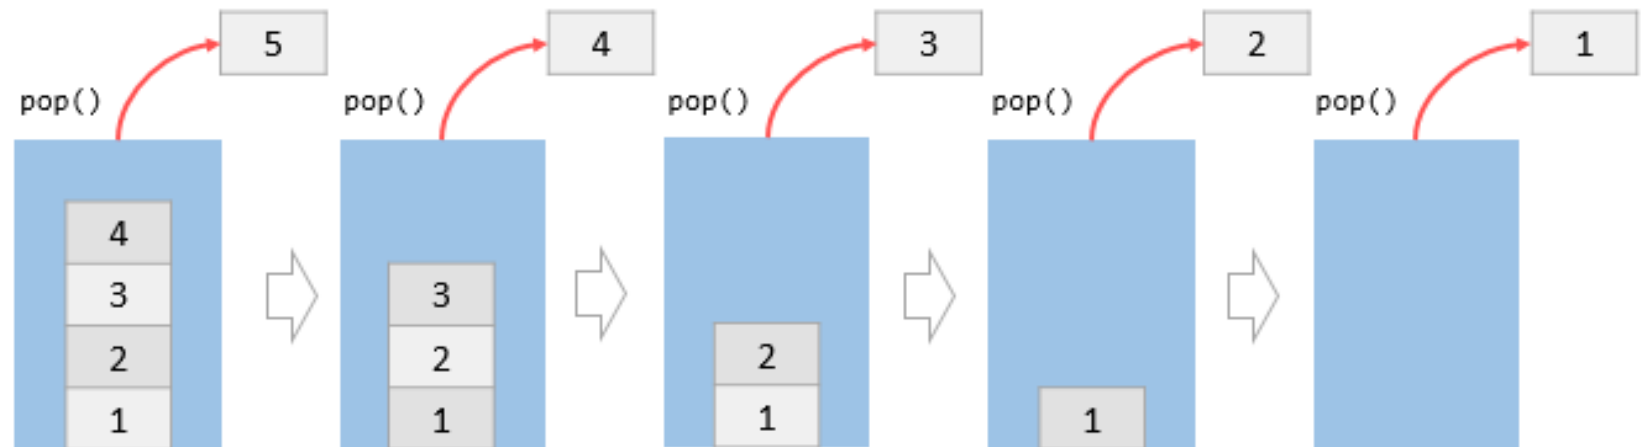 5 4 3 2 1
pop() pop() pop() pop() pop()
4
3 3
2 2 2
1 1 1 1